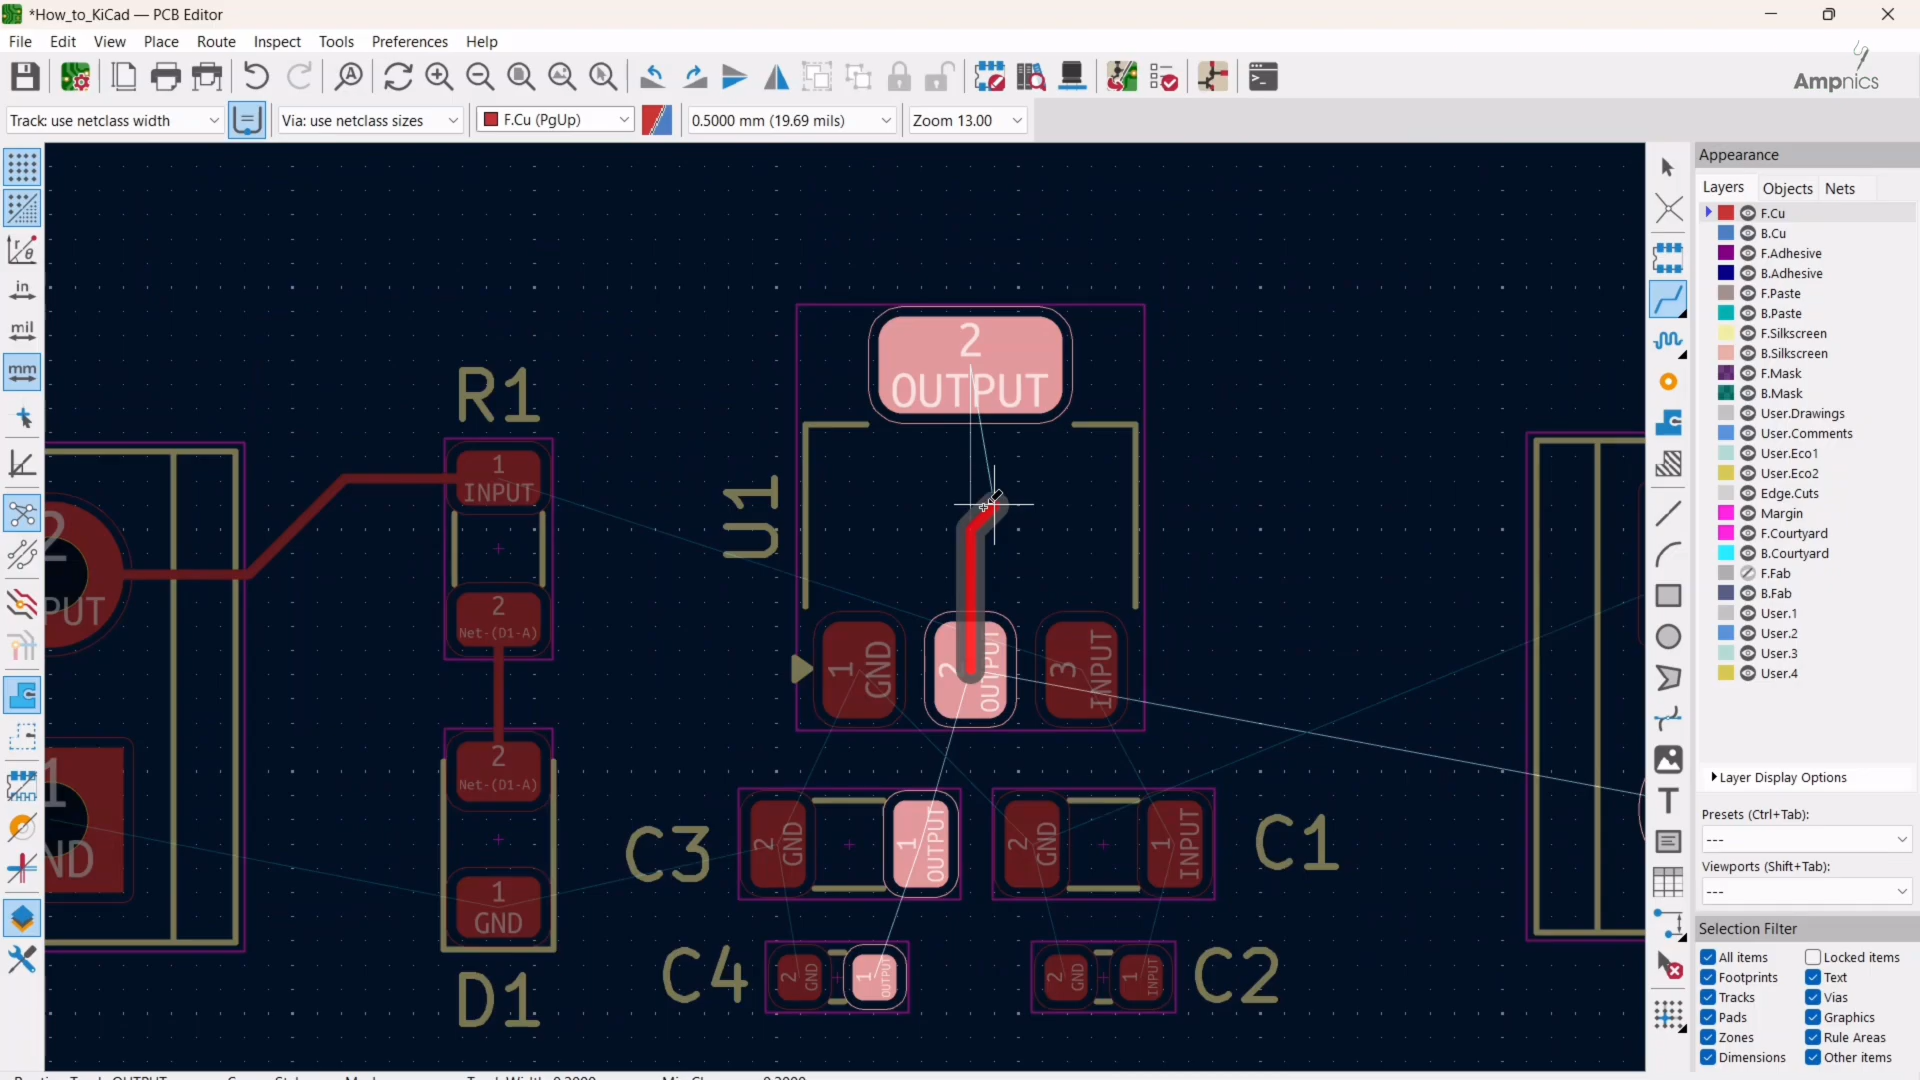 *How_to_KiCad — PCB Editor
File Edit View Place Route Inspect Tools Preferences Help
Ampnics
Track: use netclass width
Via: use netclass sizes
F.Cu (PgUp)
0.5000 mm (19.69 mils)
Zoom 13.00
in
mil
mm
R1
1
INPUT
2
Net-(D1-A)
2
Net-(D1-A)
1
GND
D1
2
PUT
1
ND
U1
2
OUTPUT
1
GND
2
OUTPUT
3
INPUT
C3
2
GND
1
OUTPUT
2
GND
1
INPUT
C1
C4
2
GND
1
OUTPUT
2
GND
1
INPUT
C2
Appearance
Layers Objects Nets
F.Cu
B.Cu
F.Adhesive
B.Adhesive
F.Paste
B.Paste
F.Silkscreen
B.Silkscreen
F.Mask
B.Mask
User.Drawings
User.Comments
User.Eco1
User.Eco2
Edge.Cuts
Margin
F.Courtyard
B.Courtyard
F.Fab
B.Fab
User.1
User.2
User.3
User.4
Layer Display Options
Presets (Ctrl+Tab):
---
Viewports (Shift+Tab):
---
Selection Filter
All items Locked items
Footprints Text
Tracks Vias
Pads Graphics
Zones Rule Areas
Dimensions Other items